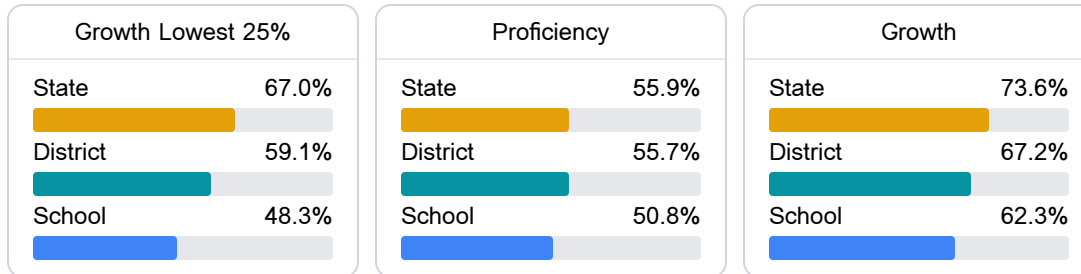 Growth Lowest 25%
State 67.0%
District 59.1%
School 48.3%
Proficiency
State 55.9%
District 55.7%
School 50.8%
Growth
State 73.6%
District 67.2%
School 62.3%